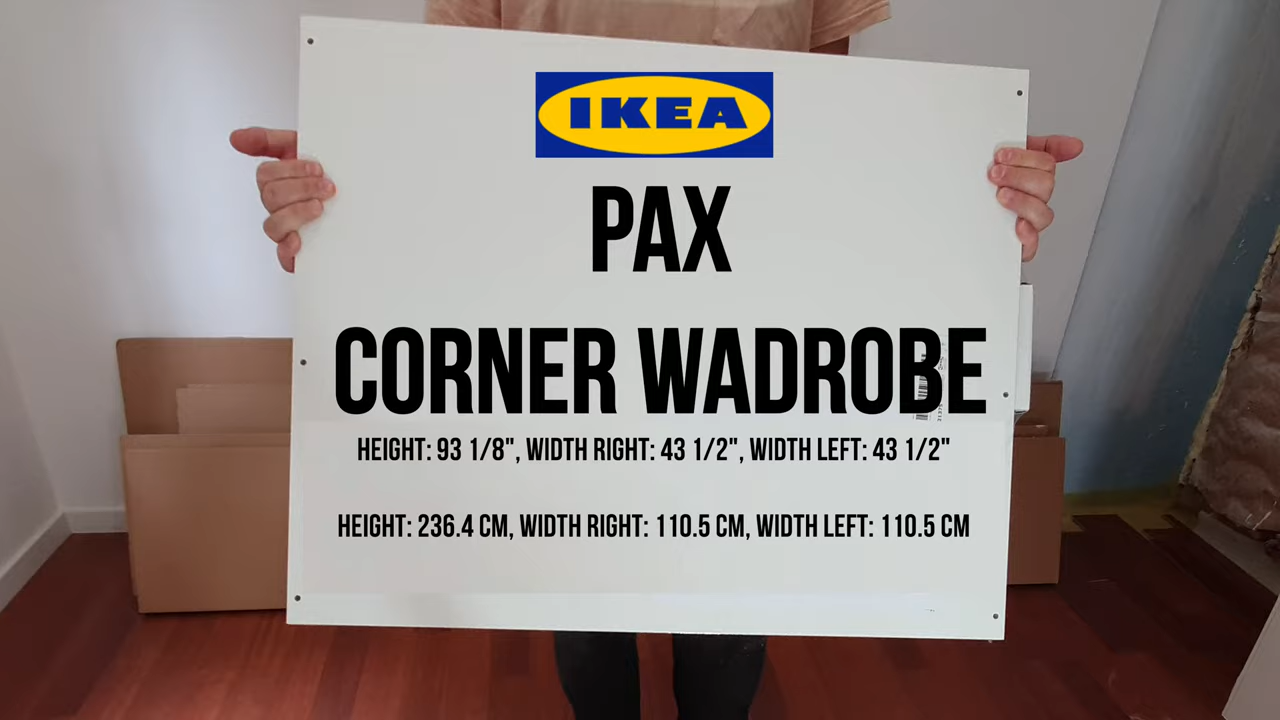 IKEA
PAX
CORNER WADROBE
HEIGHT: 93 1/8", WIDTH RIGHT: 43 1/2", WIDTH LEFT: 43 1/2"
HEIGHT: 236.4 CM, WIDTH RIGHT: 110.5 CM, WIDTH LEFT: 110.5 CM